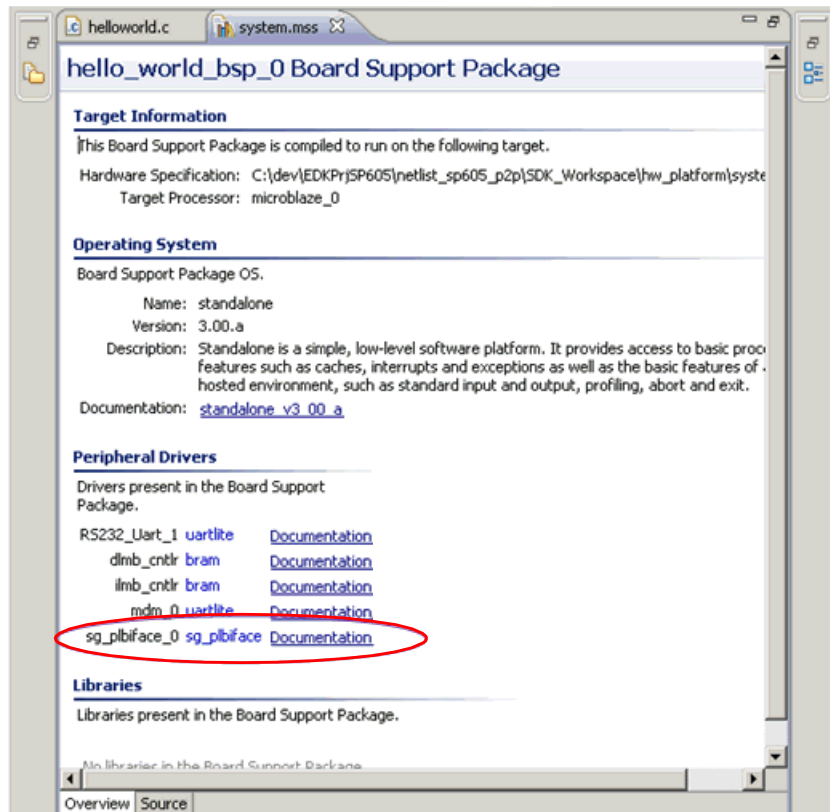 helloworld.c
system.mss
hello_world_bsp_0 Board Support Package
Target Information
This Board Support Package is compiled to run on the following target.
Hardware Specification: C:\dev\EDKPrjSP605\netlist_sp605_p2p\SDK_Workspace\hw_platform\syste
Target Processor: microblaze_0
Operating System
Board Support Package OS.
Name: standalone
Version: 3.00.a
Description: Standalone is a simple, low-level software platform. It provides access to basic proce
features such as caches, interrupts and exceptions as well as the basic features of
hosted environment, such as standard input and output, profiling, abort and exit.
Documentation: standalone_v3_00_a
Peripheral Drivers
Drivers present in the Board Support
Package.
RS232_Uart_1 uartlite Documentation
dlmb_cntlr bram Documentation
ilmb_cntlr bram Documentation
mdm_0 uartlite Documentation
sg_plbiface_0 sg_plbiface Documentation
Libraries
Libraries present in the Board Support Package.
No libraries in the Board Support Package
Overview Source